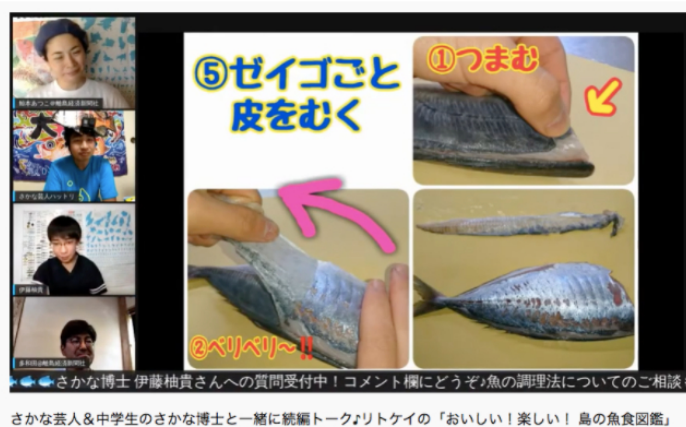 ⑤ゼイゴごと
皮をむく
①つまむ
②ベリベリ〜‼
大
さかな芸人ハットリ
伊藤柚貴
さかな博士 伊藤柚貴さんへの質問受付中!コメント欄にどうぞ♪魚の調理法についてのご相談
さかな芸人&中学生のさかな博士と一緒に続編トーク♪リトケイの「おいしい!楽しい! 島の魚食図鑑」